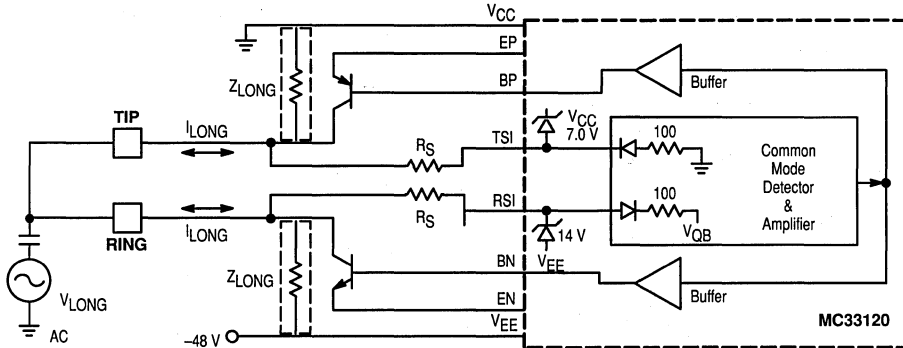 VCC
EP
BP
Buffer
ZLONG
TIP
ILONG
RS
TSI
VCC
7.0 V
100
Common
Mode
Detector
&
Amplifier
RS
RSI
100
VQB
14 V
VEE
RING
ILONG
ZLONG
BN
EN
VEE
Buffer
VLONG
AC
–48 V
MC33120